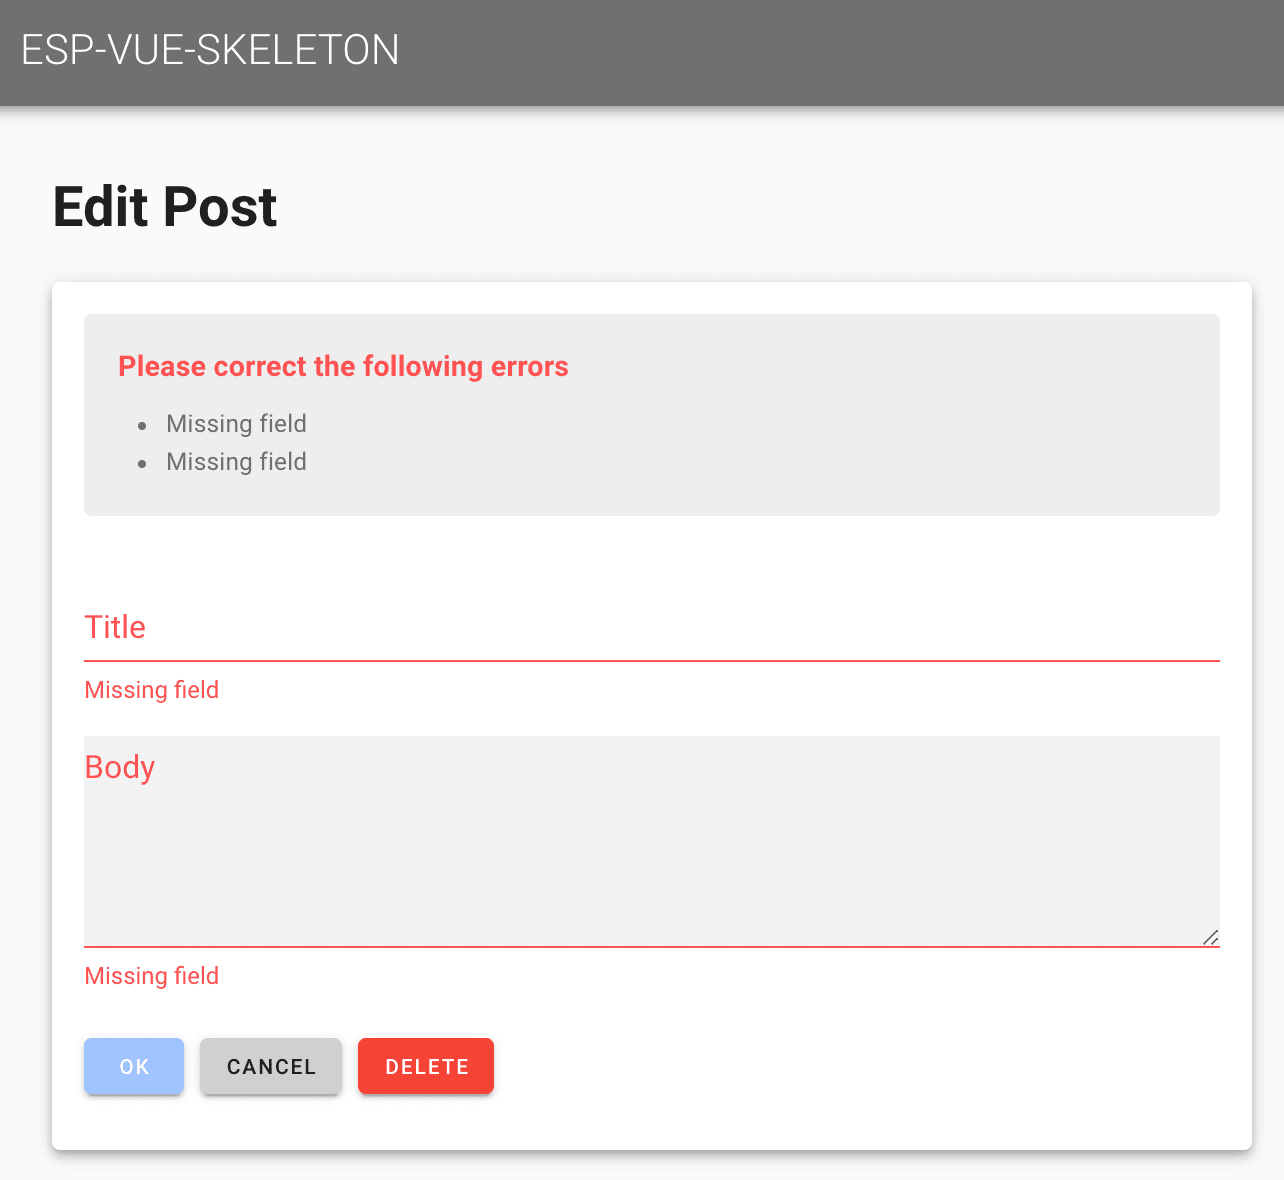 ESP-VUE-SKELETON
Edit Post
Please correct the following errors
• Missing field
• Missing field
Title
Missing field
Body
Missing field
OK CANCEL DELETE